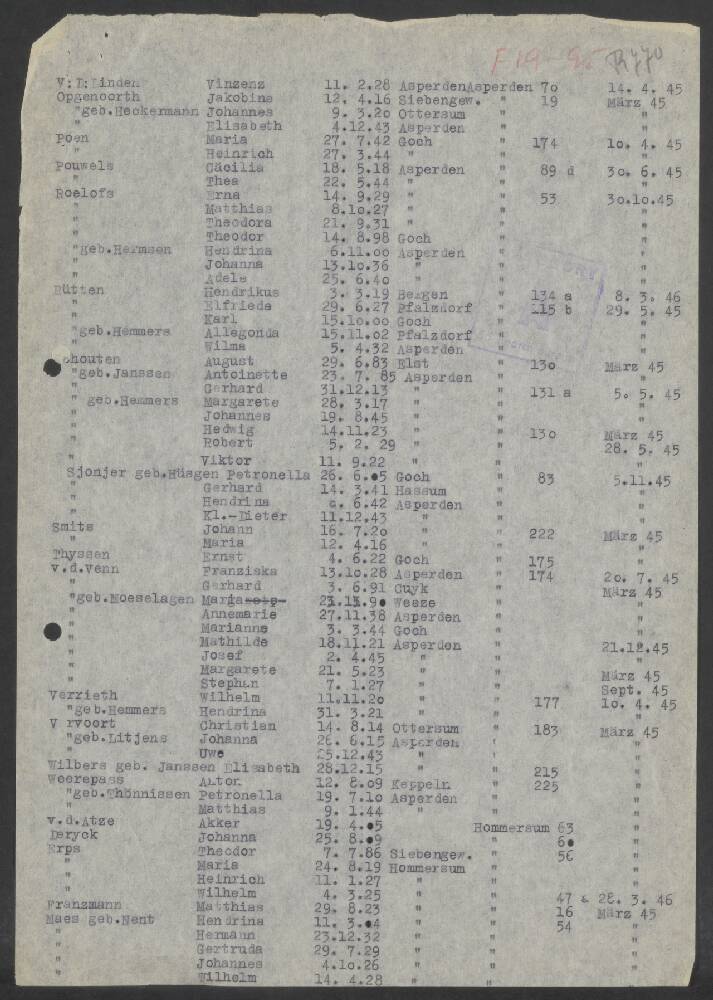 F 19 - 95
V:D:Linden Vinzenz 11. 2.28 Asperden Asperden 70 14. 4. 45
Opgenoorth Jakobine 12. 4.16 Siebengew. " 19 März 45
"geb.Heckermann Johannes 9. 3.20 Ottersum " "
" Elisabeth 4.12.43 Asperden " "
Poen Maria 27. 7.42 Goch " 174 10. 4. 45
" Heinrich 27. 3.44 " " "
Pouwels Cäcilia 18. 5.18 Asperden " 89 d 30. 6. 45
" Thea 22. 5.44 " " "
Roelofs Erna 14. 9.29 " " 53 30.10.45
" Matthias 8.10.27 " " "
" Theodora 21. 9.31 " " "
" Theodor 14. 8.98 Goch " "
"geb.Hermsen Hendrina 6.11.00 Asperden " "
" Johanna 13.10.36 " " "
" Adele 25. 6.40 " " "
Rütten Hendrikus 3. 3.19 Bergen " 134 a 8. 3. 46
" Elfriede 29. 6.27 Pfalzdorf " 115 b 29. 5. 45
" Karl 15.10.00 Goch " "
"geb.Hemmers Allegonda 15.11.02 Pfalzdorf " "
" Wilma 5. 4.32 Asperden " "
houten August 29. 6.83 Elst " 130 März 45
"geb.Janssen Antoinette 23. 7. 85 Asperden " "
" Gerhard 31.12.13 " " 131 a 5. 5. 45
" geb.Hemmers Margarete 28. 3.17 " " "
" Johannes 19. 8.45 " " "
" Hedwig 14.11.23 " " 130 März 45
" Robert 5. 2. 29 " " 28. 5. 45
" Viktor 11. 9.22 " " "
Sjonjer geb.Hüsgen Petronella 26. 6.05 Goch " 83 5.11.45
" Gerhard 14. 3.41 Hassum " "
" Hendrina 6.42 Asperden " "
" Kl.-Dieter 11.12.43 " " "
Smits Johann 16. 7.20 " " 222 März 45
" Maria 12. 4.16 " " "
Thyssen Ernst 4. 6.22 Goch " 175
v.d.Venn Franziska 13.10.28 Asperden " 174 20. 7. 45
" Gerhard 3. 6.91 Cuyk " März 45
"geb.Moeselagen Maria 9 Weeze " "
" Annemarie 27.11.38 Asperden " "
" Marianne 3. 3.44 Goch " "
" Mathilde 18.11.21 Asperden " 21.12.45
" Josef 2. 4.45 " " "
" Margarete 21. 5.23 " " März 45
" Stephan 7. 1.27 " " Sept. 45
Verrieth Wilhelm 11.11.20 " " 177 10. 4. 45
"geb.Hemmers Hendrina 31. 3.21 " " "
V rvoort Christian 14. 8.14 Ottersum " 183 März 45
"geb.Litjens Johanna 26. 6.15 Asperden " "
" Uwe 25.12.43 " " "
Wilbers geb. Janssen Elisabeth 28.12.15 " " 215
Weerepass Anton 12. 8.09 Keppeln " 225
"geb.Thönnissen Petronella 19. 7.10 Asperden "
" Matthias 9. 1.44 " "
v.d.Atze Akker 19. 4.05 Hommersum 63
Deryck Johanna 25. 8.09 " 60
Erps Theodor 7. 7.86 Siebengew. " 56
" Maria 24. 8.19 Hommersum "
" Heinrich 11. 1.27 " "
" Wilhelm 4. 3.25 " "
Franzmann Matthias 29. 8.23 " " 47 a 28. 3. 46
Maes geb.Nent Hendrina 11. 3.04 " " 16 März 45
" Hermann 23.12.32 " " 54 "
" Gertruda 29. 7.29 " " "
" Johannes 4.10.26 " " "
" Wilhelm 14. 4.28 " " "